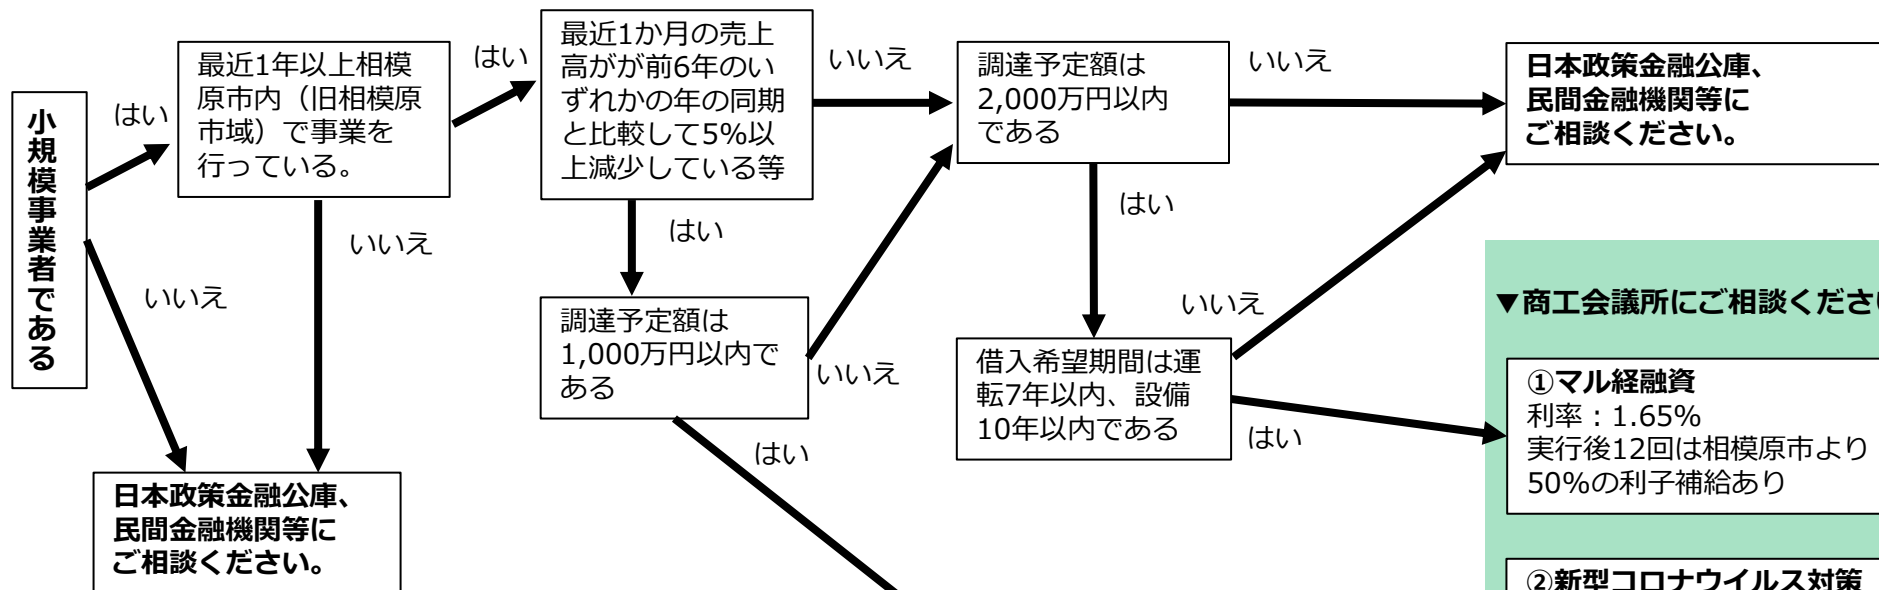 小規模事業者である
はい
いいえ
最近1年以上相模
原市内（旧相模原
市域）で事業を
行っている。
はい
いいえ
最近1か月の売上
高がが前6年のい
ずれかの年の同期
と比較して5%以
上減少している等
いいえ
はい
調達予定額は
1,000万円以内で
ある
いいえ
はい
調達予定額は
2,000万円以内
である
いいえ
はい
借入希望期間は運
転7年以内、設備
10年以内である
いいえ
はい
日本政策金融公庫、
民間金融機関等に
ご相談ください。
日本政策金融公庫、
民間金融機関等に
ご相談ください。
▼商工会議所にご相談くださ
①マル経融資
利率：1.65%
実行後12回は相模原市より
50%の利子補給あり
②新型コロナウイルス対策